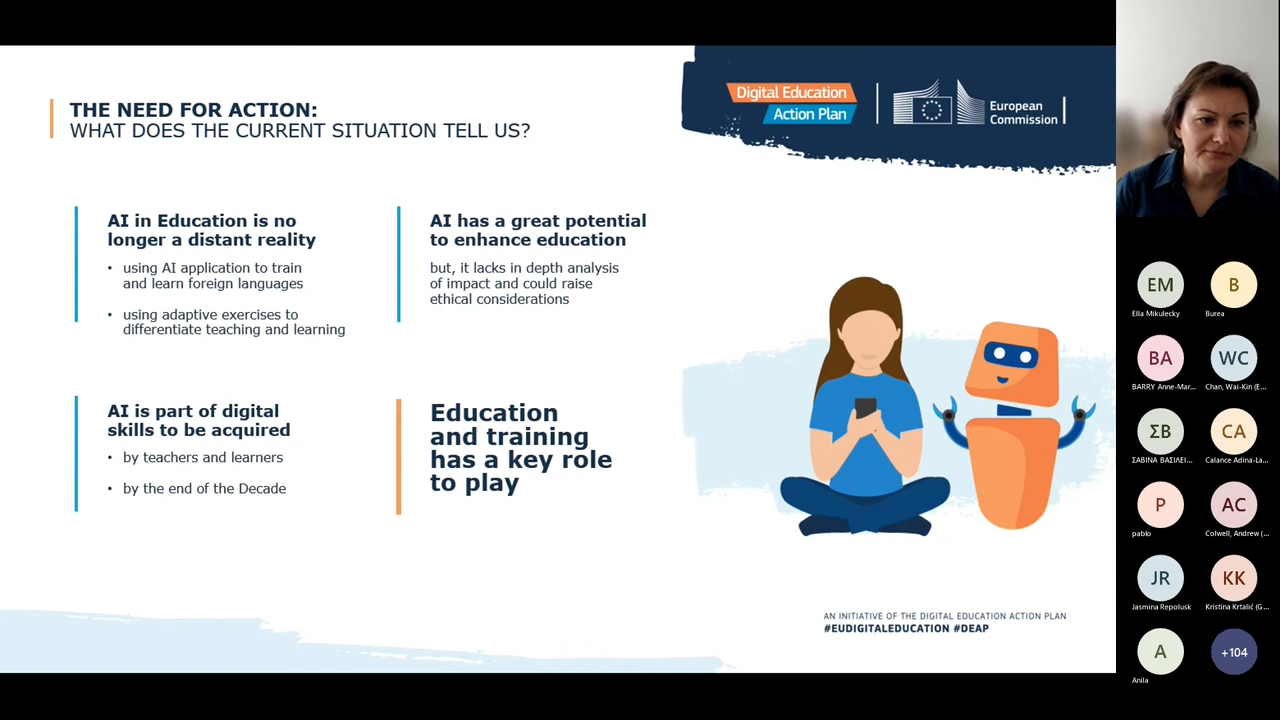 THE NEED FOR ACTION:
WHAT DOES THE CURRENT SITUATION TELL US?
Digital Education
Action Plan
European
Commission
AI in Education is no
longer a distant reality
• using AI application to train
and learn foreign languages
• using adaptive exercises to
differentiate teaching and learning
AI has a great potential
to enhance education
but, it lacks in depth analysis
of impact and could raise
ethical considerations
AI is part of digital
skills to be acquired
• by teachers and learners
• by the end of the Decade
Education
and training
has a key role
to play
AN INITIATIVE OF THE DIGITAL EDUCATION ACTION PLAN
#EUDIGITALEDUCATION #DEAP
EM
Ella Mikulecky
B
Burea
BA
BARRY Anne-Mar...
WC
Chan, Wai-Kin (E...
ΣΒ
ΣΑΒΙΝΑ ΒΑΣΙΛΕΙ...
CA
Calance Adina-La...
P
pablo
AC
Colwell, Andrew (...
JR
Jasmina Repolusk
KK
Kristina Krtalić (G...
A
Anila
+104